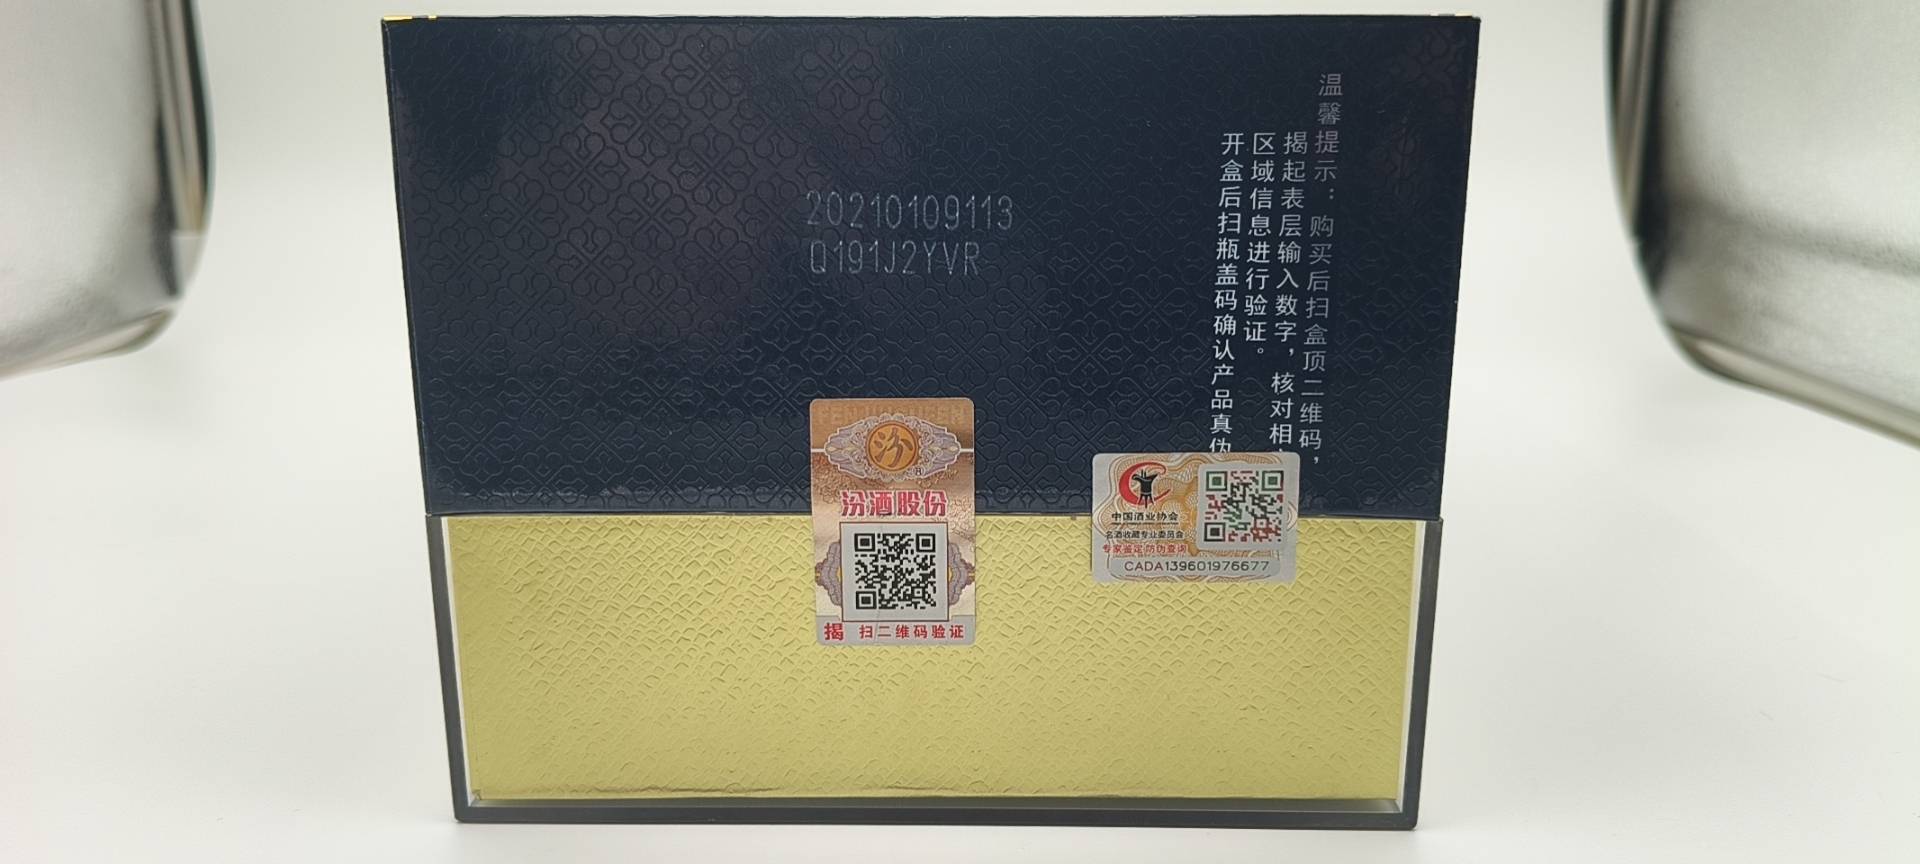 20210109113
Q191J2YVR
温馨提示：购买后扫盒顶二维码，
揭起表层输入数字，核对相
区域信息进行验证。
开盒后扫瓶盖码确认产品真伪
汾
®
汾酒股份
揭 扫二维码验证
中国酒业协会
名酒收藏专业委员会
专家鉴定 防伪查询
CADA139601976677